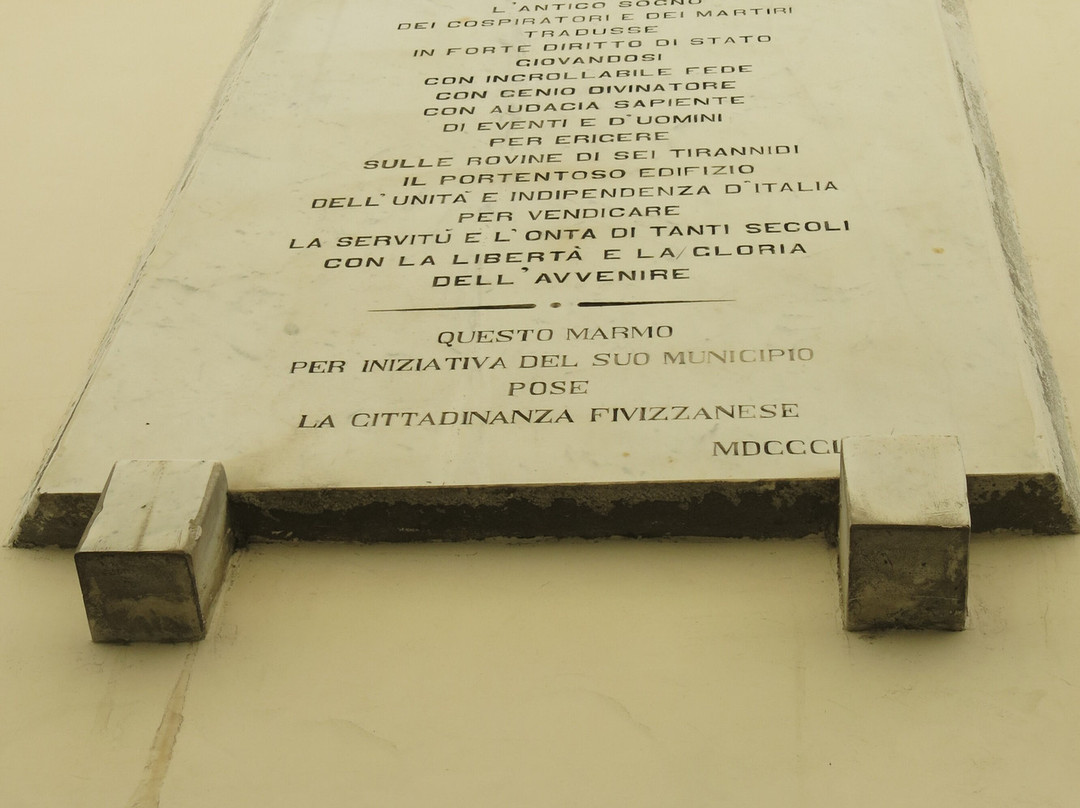 L'ANTICO SOGNO
DEI COSPIRATORI E DEI MARTIRI
TRADUSSE
IN FORTE DIRITTO DI STATO
GIOVANDOSI
CON INCROLLABILE FEDE
CON GENIO DIVINATORE
CON AUDACIA SAPIENTE
DI EVENTI E D'UOMINI
PER ERIGERE
SULLE ROVINE DI SEI TIRANNIDI
IL PORTENTOSO EDIFIZIO
DELL'UNITÀ E INDIPENDENZA D'ITALIA
PER VENDICARE
LA SERVITÙ E L'ONTA DI TANTI SECOLI
CON LA LIBERTÀ E LA GLORIA
DELL'AVVENIRE
QUESTO MARMO
PER INIZIATIVA DEL SUO MUNICIPIO
POSE
LA CITTADINANZA FIVIZZANESE